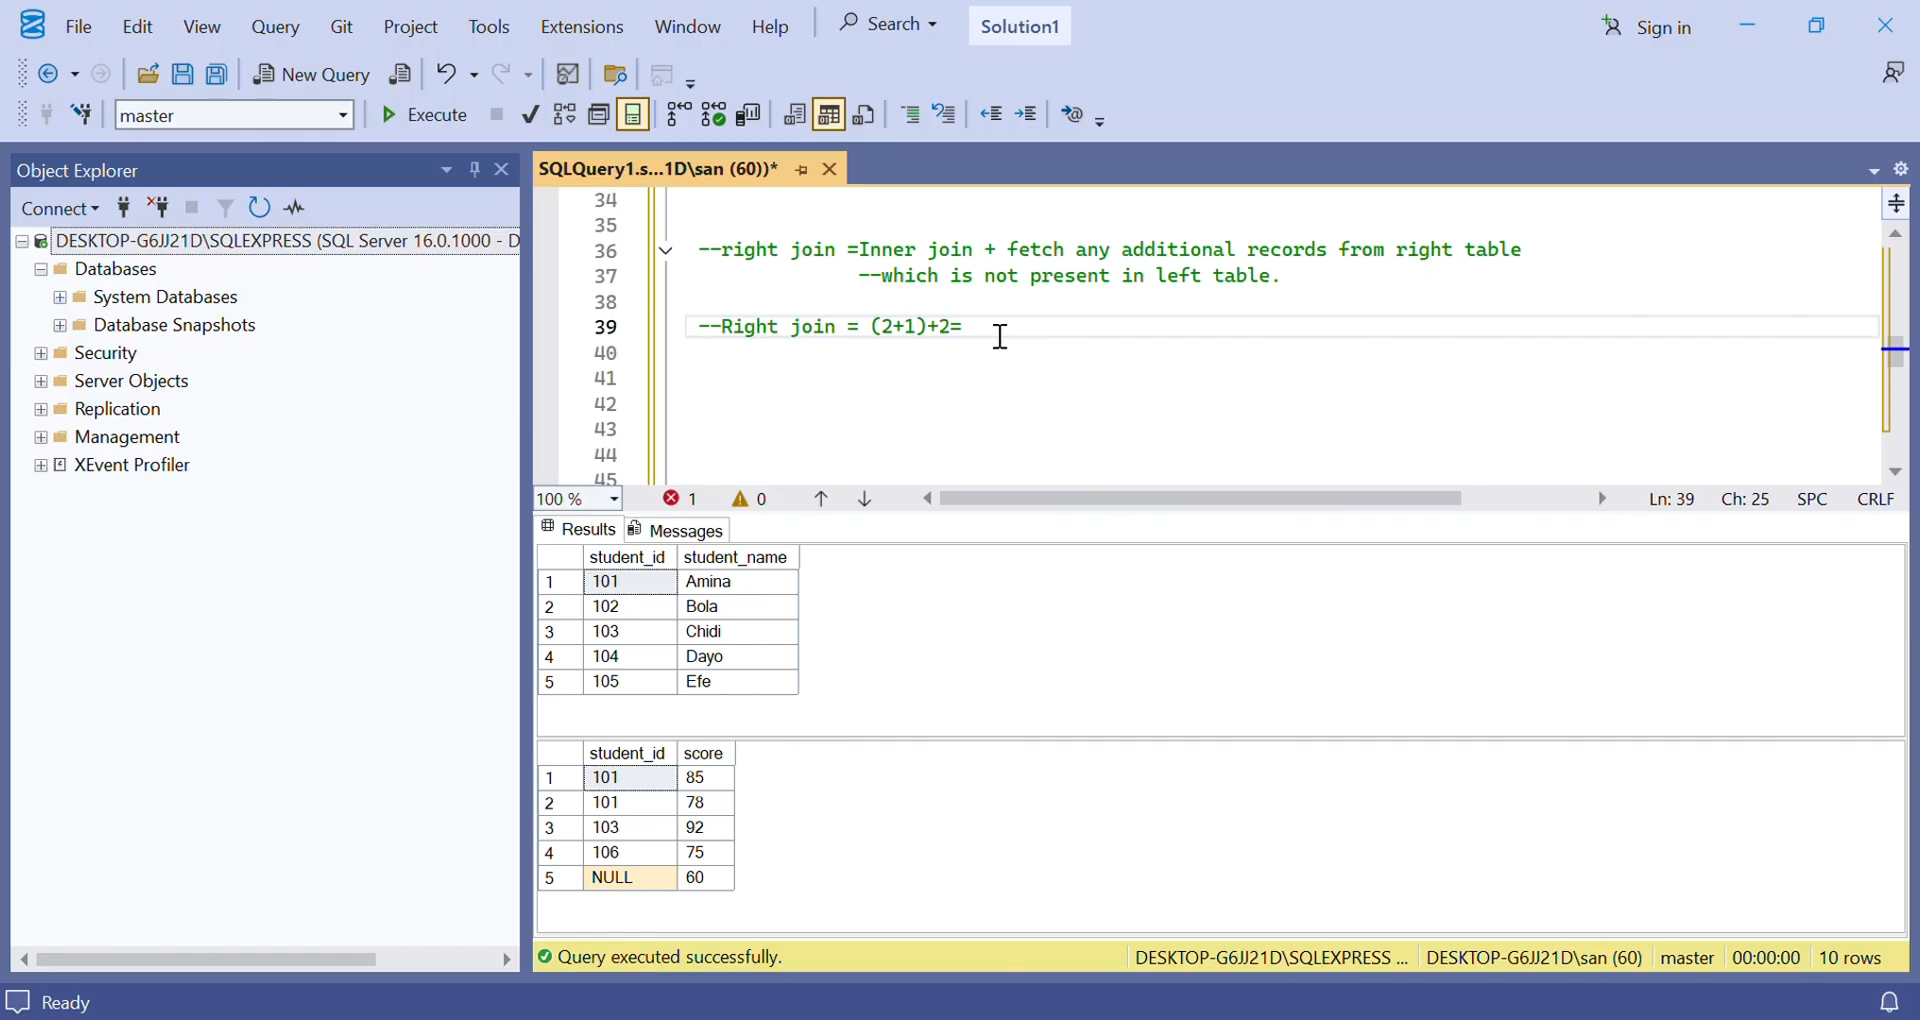 File Edit View Query Git Project Tools Extensions Window Help Search Solution1 Sign in
New Query
master Execute
Object Explorer
SQLQuery1.s...1D\san (60))*
Connect
DESKTOP-G6JJ21D\SQLEXPRESS (SQL Server 16.0.1000 - D
Databases
System Databases
Database Snapshots
Security
Server Objects
Replication
Management
XEvent Profiler
34
35
36 --right join =Inner join + fetch any additional records from right table
37 --which is not present in left table.
38
39 --Right join = (2+1)+2=
40
41
42
43
44
45
100 % 1 0 Ln: 39 Ch: 25 SPC CRLF
Results Messages
student_id student_name
1 101 Amina
2 102 Bola
3 103 Chidi
4 104 Dayo
5 105 Efe
student_id score
1 101 85
2 101 78
3 103 92
4 106 75
5 NULL 60
Query executed successfully. DESKTOP-G6JJ21D\SQLEXPRESS ... DESKTOP-G6JJ21D\san (60) master 00:00:00 10 rows
Ready